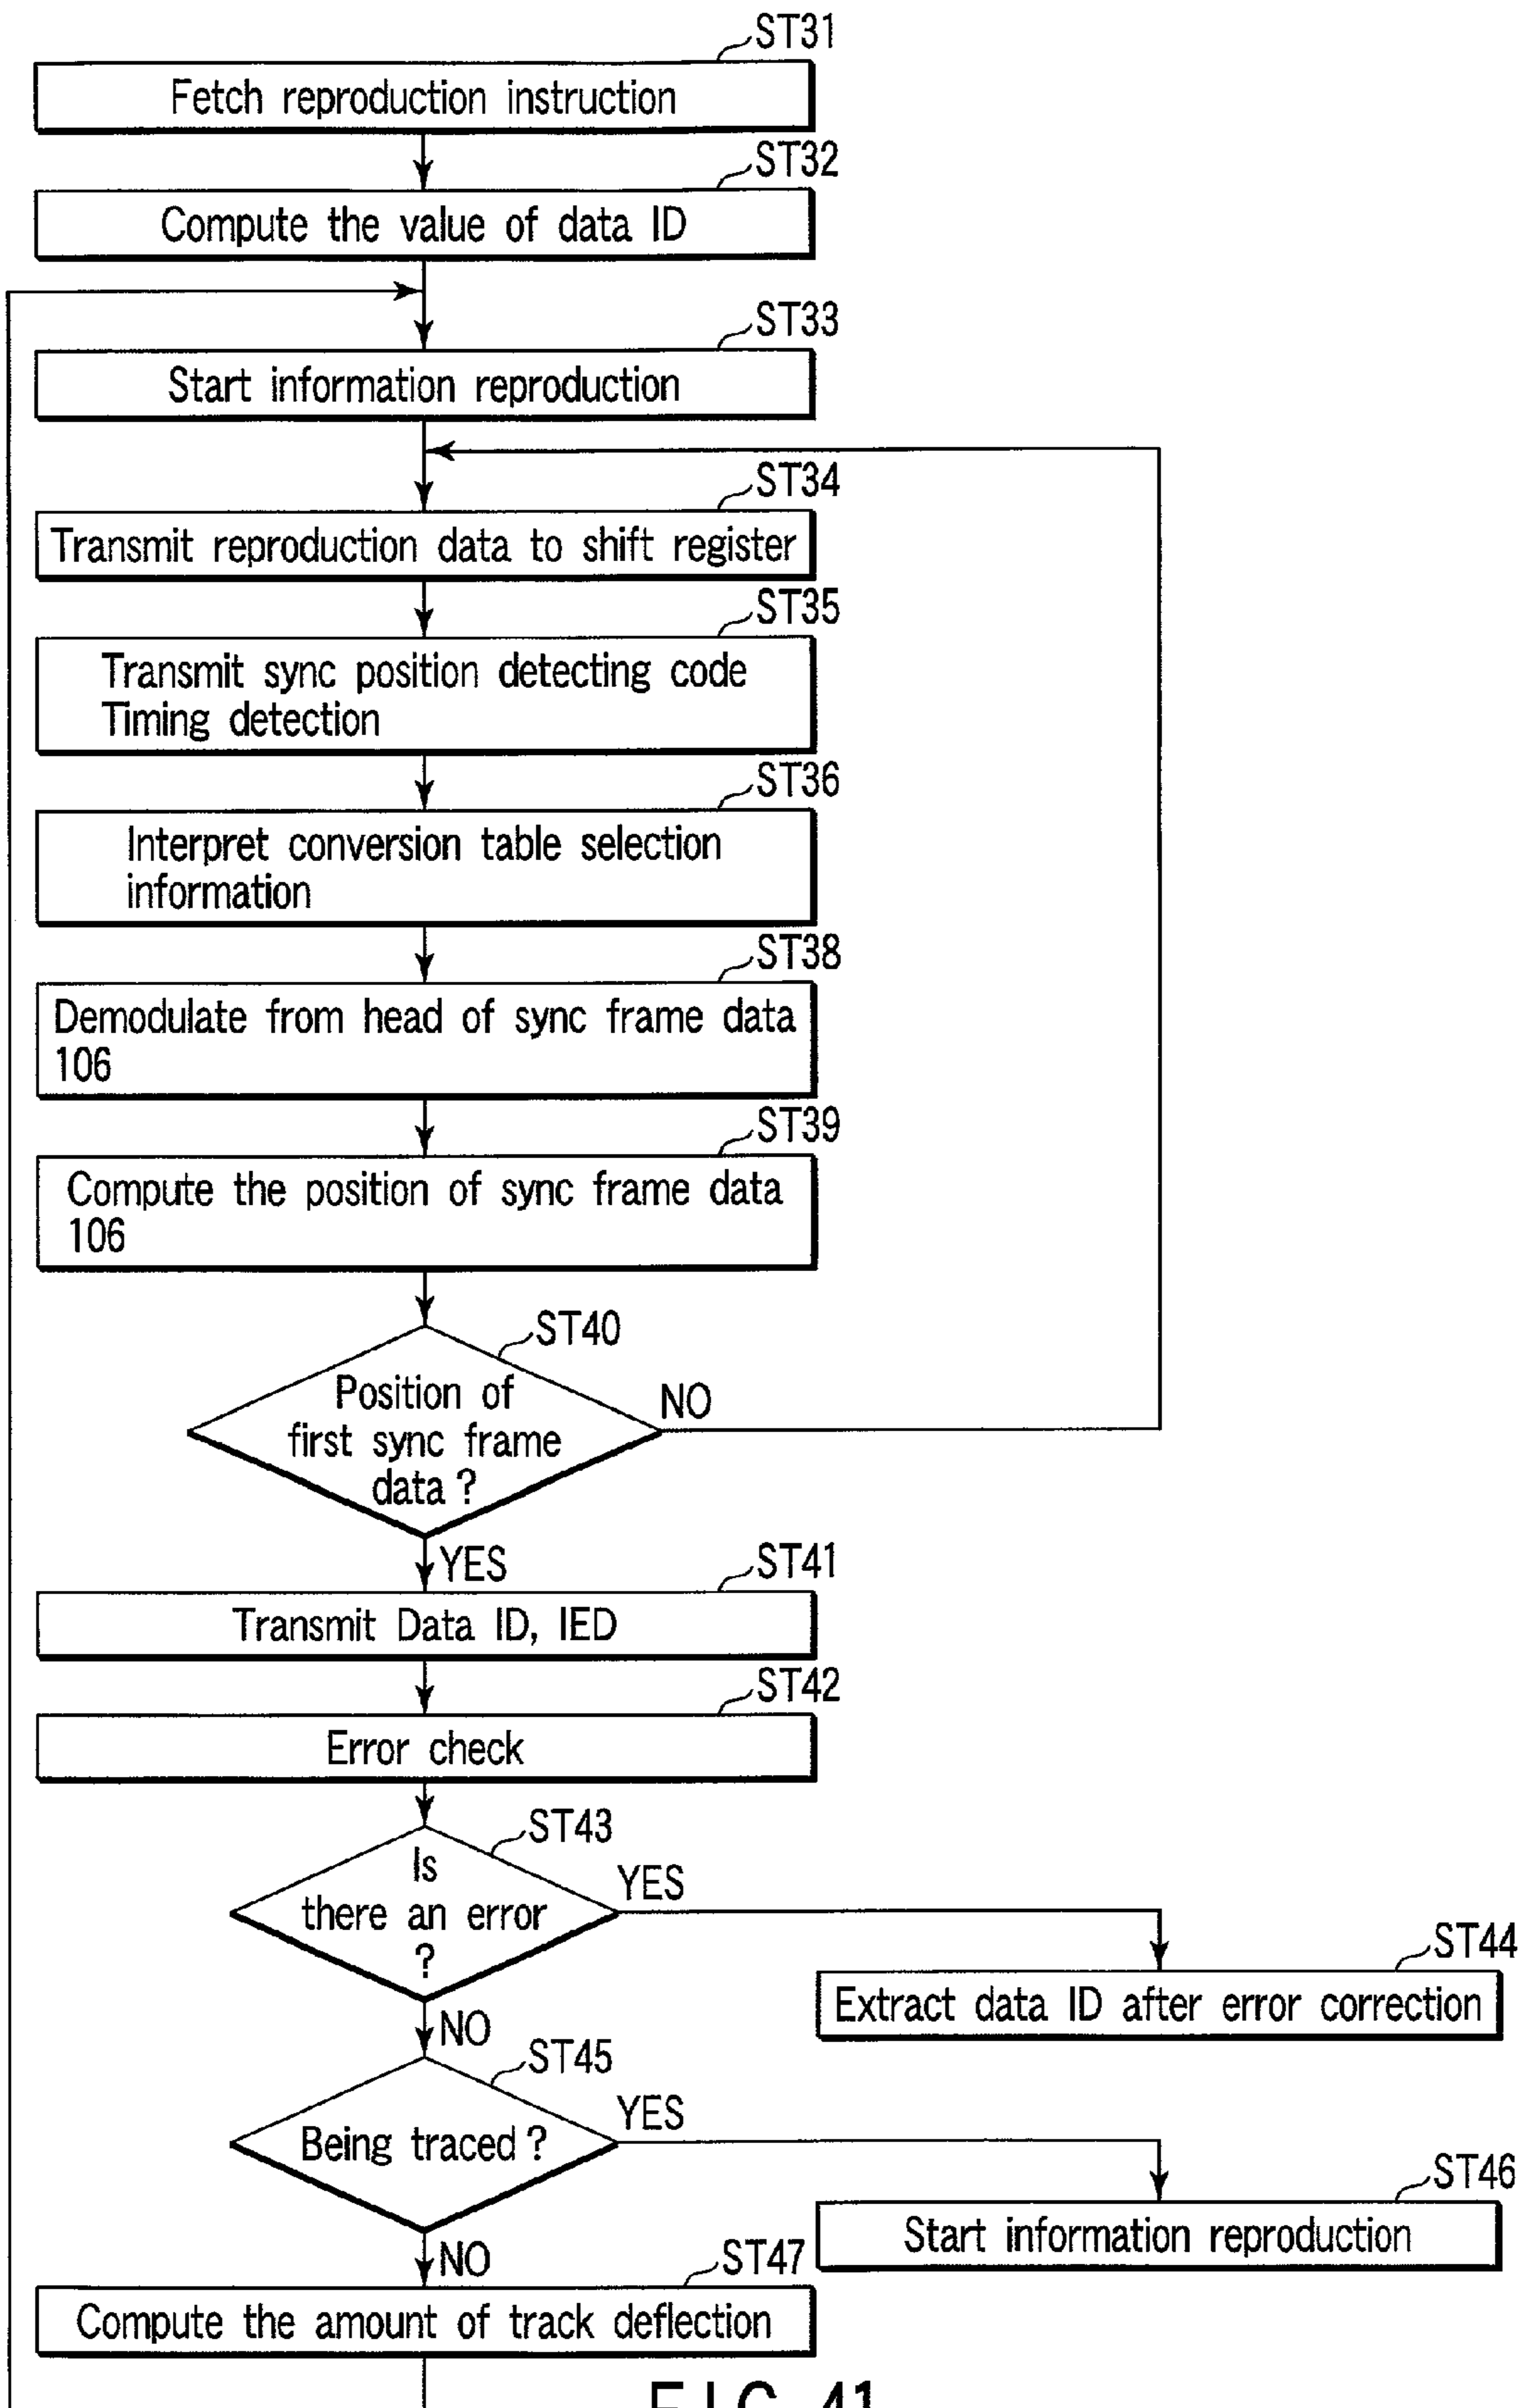 ST31
Fetch reproduction instruction
ST32
Compute the value of data ID
ST33
Start information reproduction
ST34
Transmit reproduction data to shift register
ST35
Transmit sync position detecting code
Timing detection
ST36
Interpret conversion table selection
information
ST38
Demodulate from head of sync frame data
106
ST39
Compute the position of sync frame data
106
ST40
Position of
first sync frame
data ?
NO
YES
ST41
Transmit Data ID, IED
ST42
Error check
ST43
Is
there an error
?
YES
ST44
Extract data ID after error correction
NO
ST45
Being traced ?
YES
ST46
Start information reproduction
NO
ST47
Compute the amount of track deflection
FIG. 41